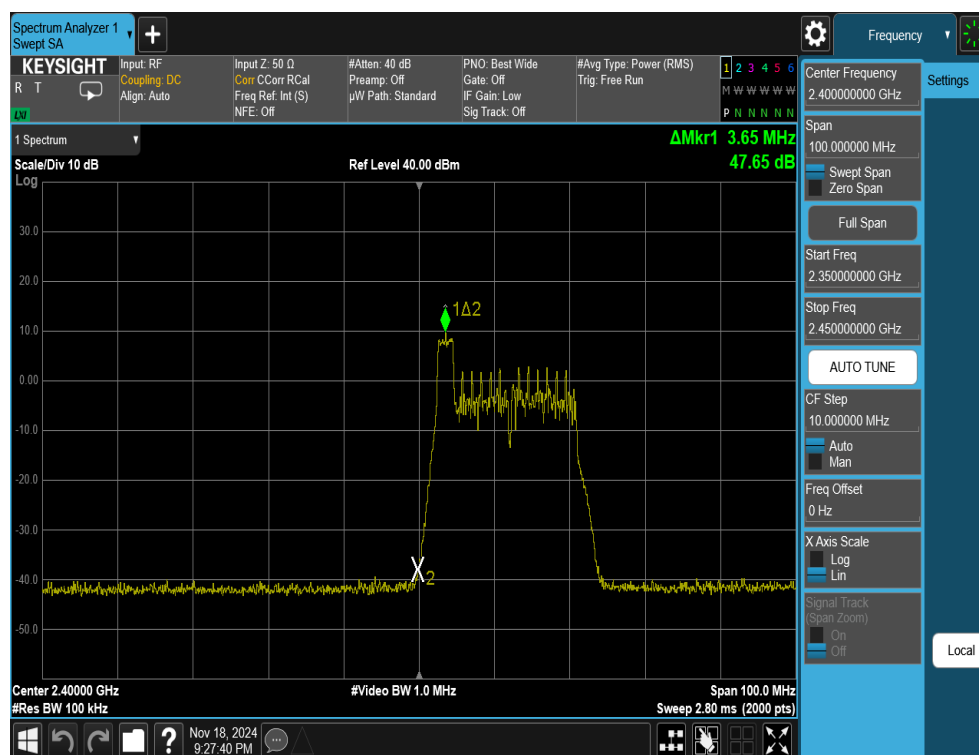 Spectrum Analyzer 1
Swept SA
Frequency
KEYSIGHT
R T
LXI
Input: RF
Coupling: DC
Align: Auto
Input Z: 50 Ω
Corr CCorr RCal
Freq Ref: Int (S)
NFE: Off
#Atten: 40 dB
Preamp: Off
µW Path: Standard
PNO: Best Wide
Gate: Off
IF Gain: Low
Sig Track: Off
#Avg Type: Power (RMS)
Trig: Free Run
1 2 3 4 5 6
M W W W W W
P N N N N N
1 Spectrum
ΔMkr1 3.65 MHz
47.65 dB
Scale/Div 10 dB
Ref Level 40.00 dBm
Log
30.0
20.0
10.0
0.00
-10.0
-20.0
-30.0
-40.0
-50.0
1Δ2
X2
Center 2.40000 GHz
#Video BW 1.0 MHz
Span 100.0 MHz
#Res BW 100 kHz
Sweep 2.80 ms (2000 pts)
Nov 18, 2024
9:27:40 PM
Center Frequency
2.400000000 GHz
Settings
Span
100.000000 MHz
Swept Span
Zero Span
Full Span
Start Freq
2.350000000 GHz
Stop Freq
2.450000000 GHz
AUTO TUNE
CF Step
10.000000 MHz
Auto
Man
Freq Offset
0 Hz
X Axis Scale
Log
Lin
Signal Track
(Span Zoom)
On
Off
Local